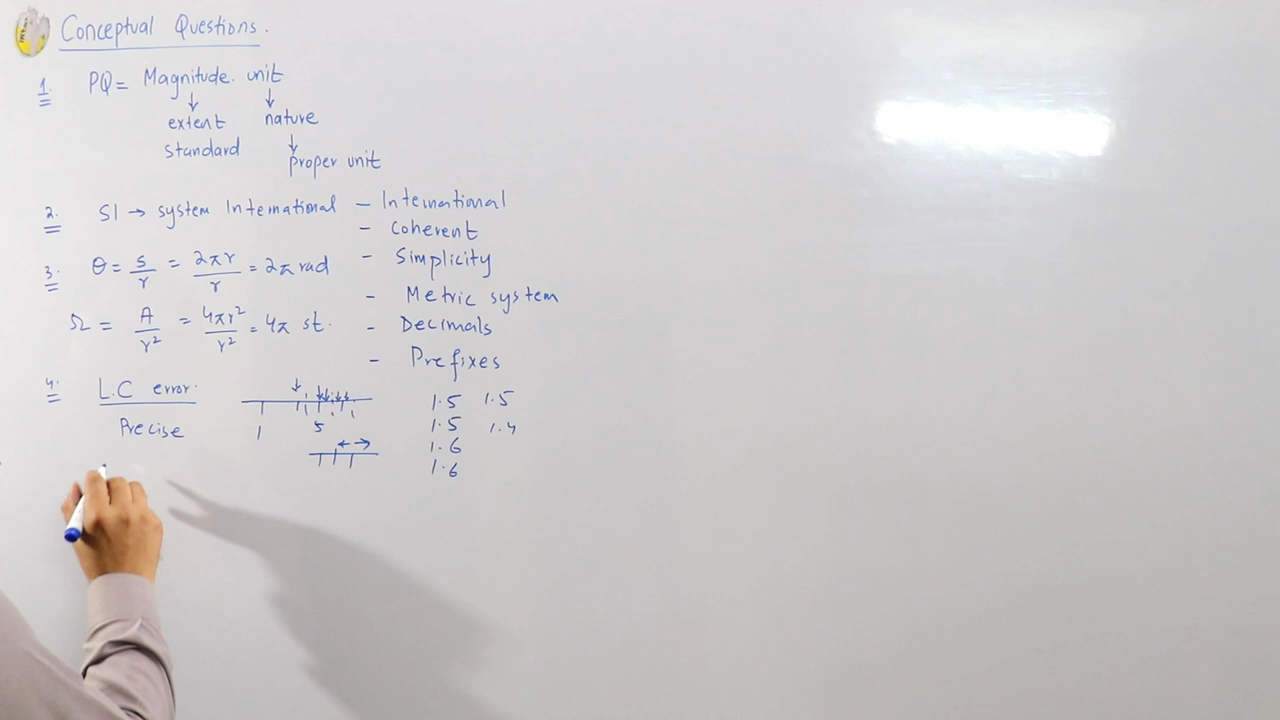 Conceptual Questions.
1. PQ = Magnitude. unit
extent nature
standard proper unit
2. SI → system International – International
– Coherent
– Simplicity
– Metric system
– Decimals
– Prefixes
3. θ = s/r = 2πr/r = 2π rad
Ω = A/r² = 4πr²/r² = 4π st.
4. L.C error.
Precise
1 5
1.5 1.5
1.5 1.4
1.6
1.6